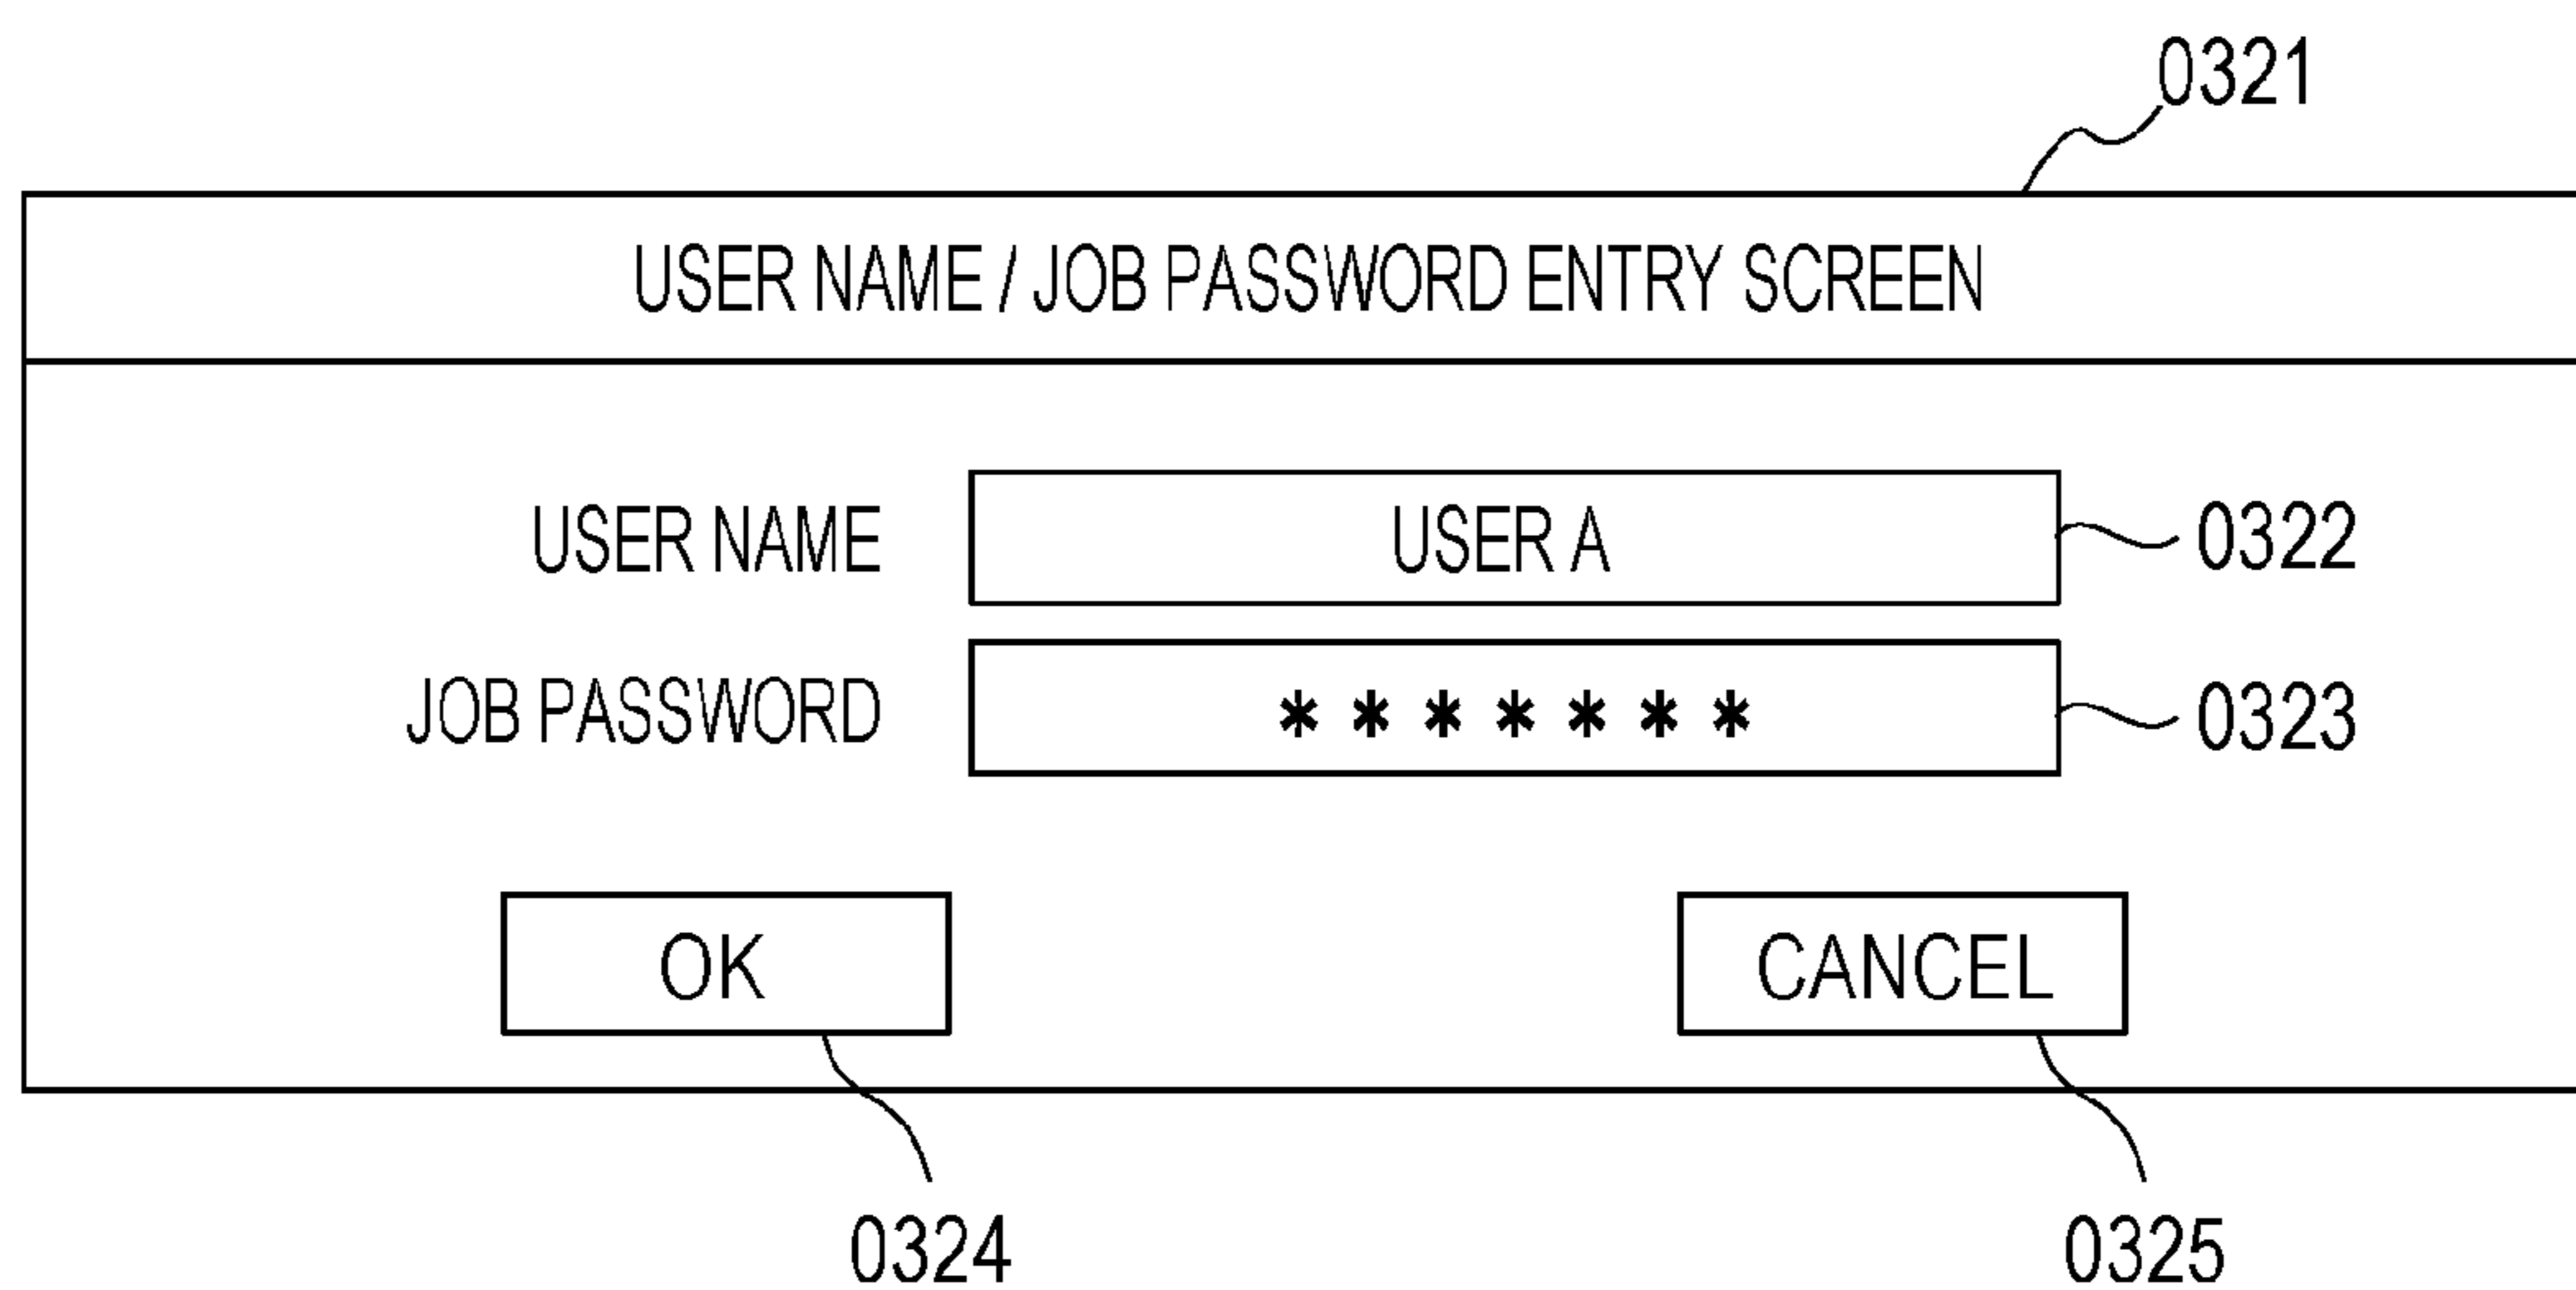 0321
USER NAME / JOB PASSWORD ENTRY SCREEN
USER NAME USER A 0322
JOB PASSWORD ******* 0323
OK CANCEL
0324 0325